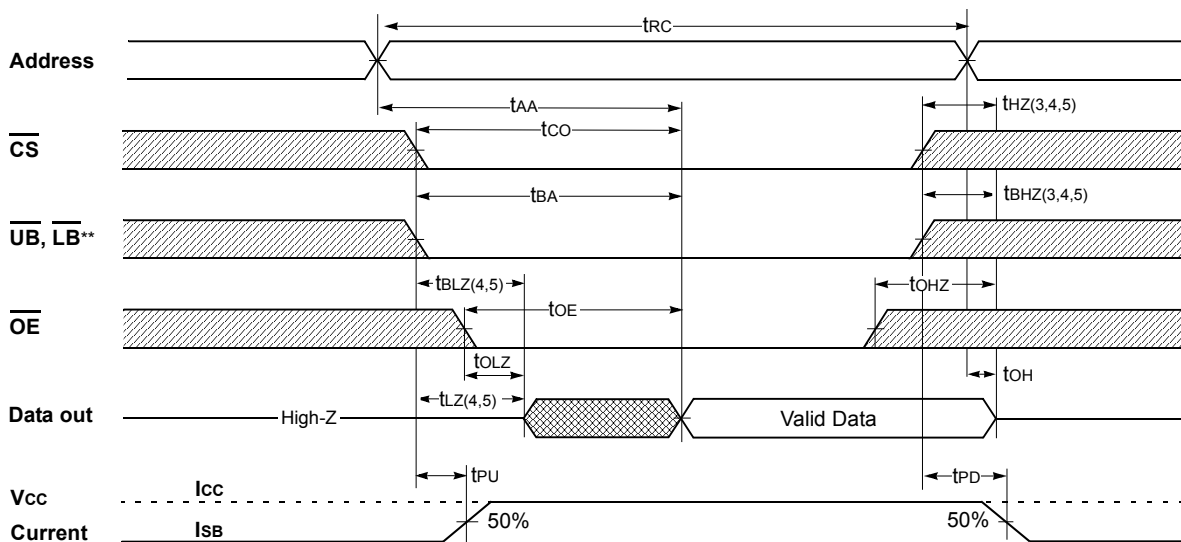 tRC
Address
tAA
tHZ(3,4,5)
tCO
CS
tBA
tBHZ(3,4,5)
UB, LB**
tBLZ(4,5)
tOHZ
tOE
OE
tOLZ
tOH
tLZ(4,5)
Data out
High-Z
Valid Data
tPU
tPD
VCC
ICC
50%
50%
Current
ISB